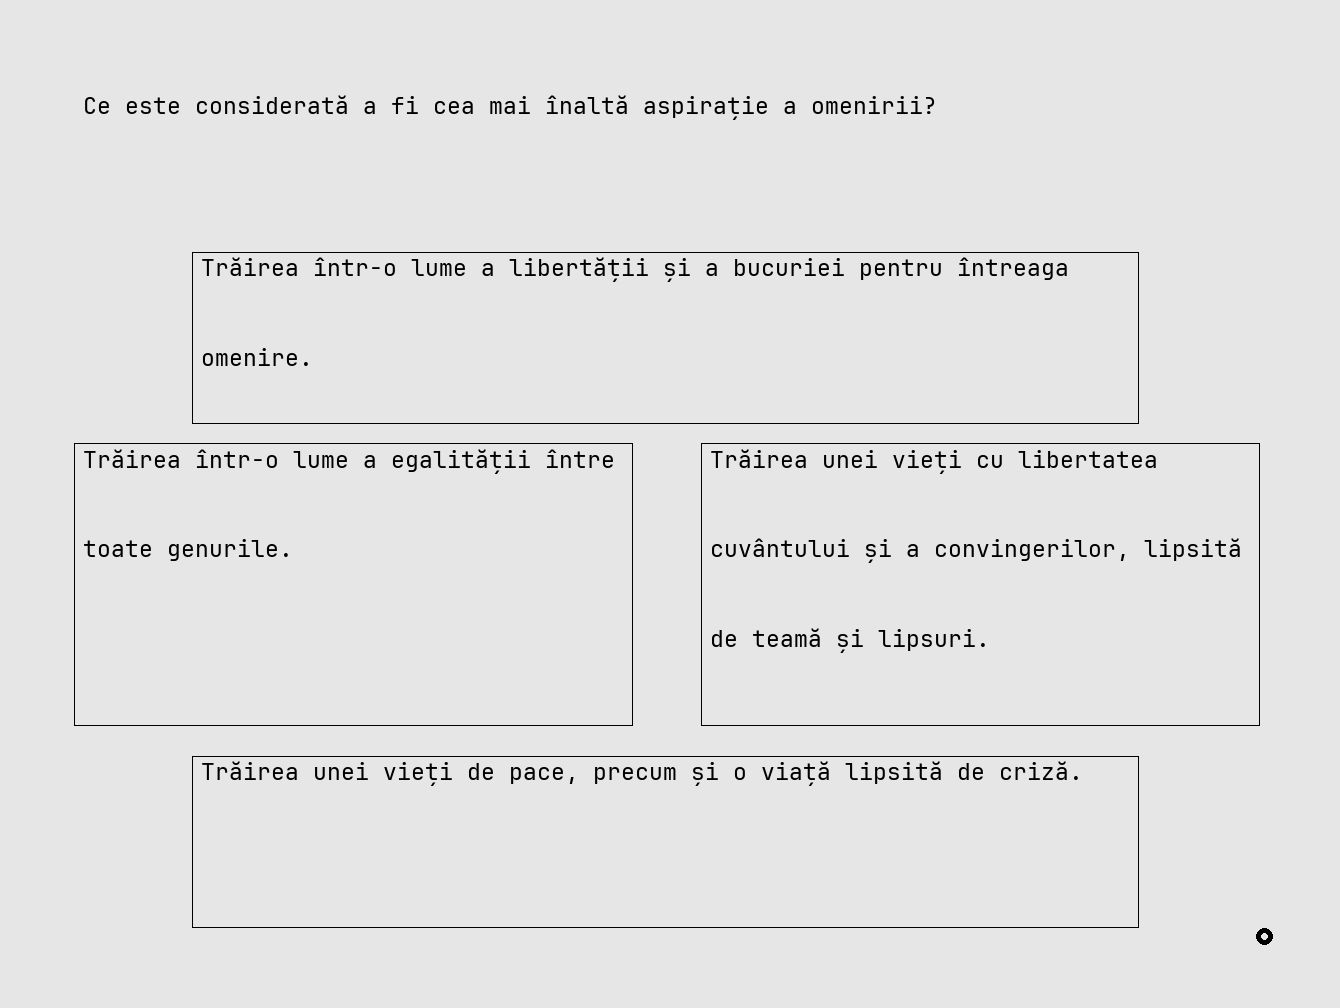 Ce este considerată a fi cea mai înaltă aspirație a omenirii?
Trăirea într-o lume a libertății și a bucuriei pentru întreaga
omenire.
Trăirea într-o lume a egalității între
toate genurile.
Trăirea unei vieți cu libertatea
cuvântului și a convingerilor, lipsită
de teamă și lipsuri.
Trăirea unei vieți de pace, precum și o viață lipsită de criză.